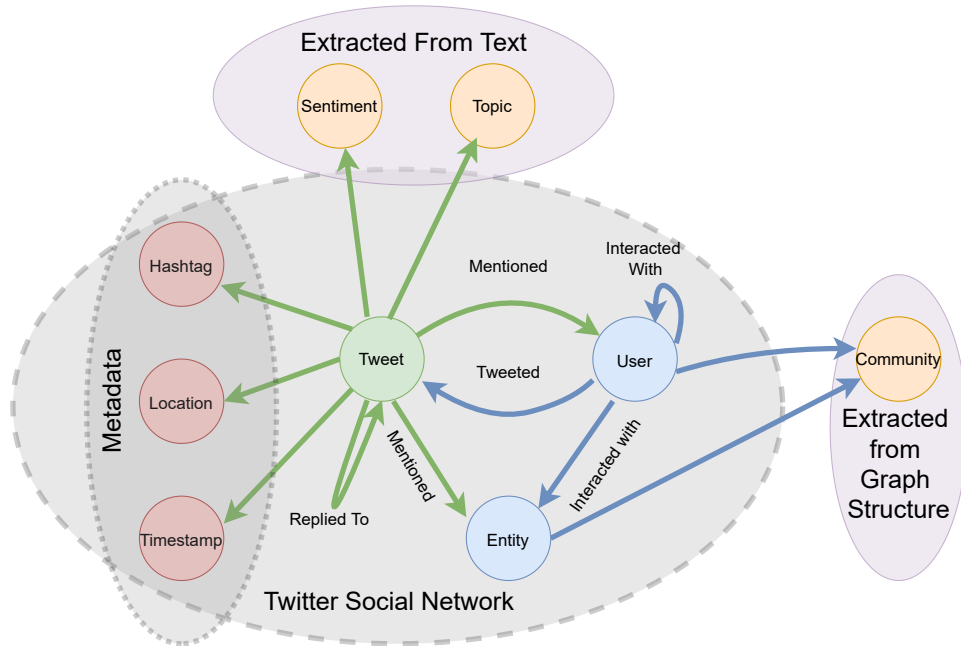 Extracted From Text
Sentiment
Topic
Hashtag
Interacted
With
Mentioned
Metadata
Tweet
User
Community
Tweeted
Location
Extracted
from
Graph
Structure
Mentioned
Interacted with
Replied To
Timestamp
Entity
Twitter Social Network